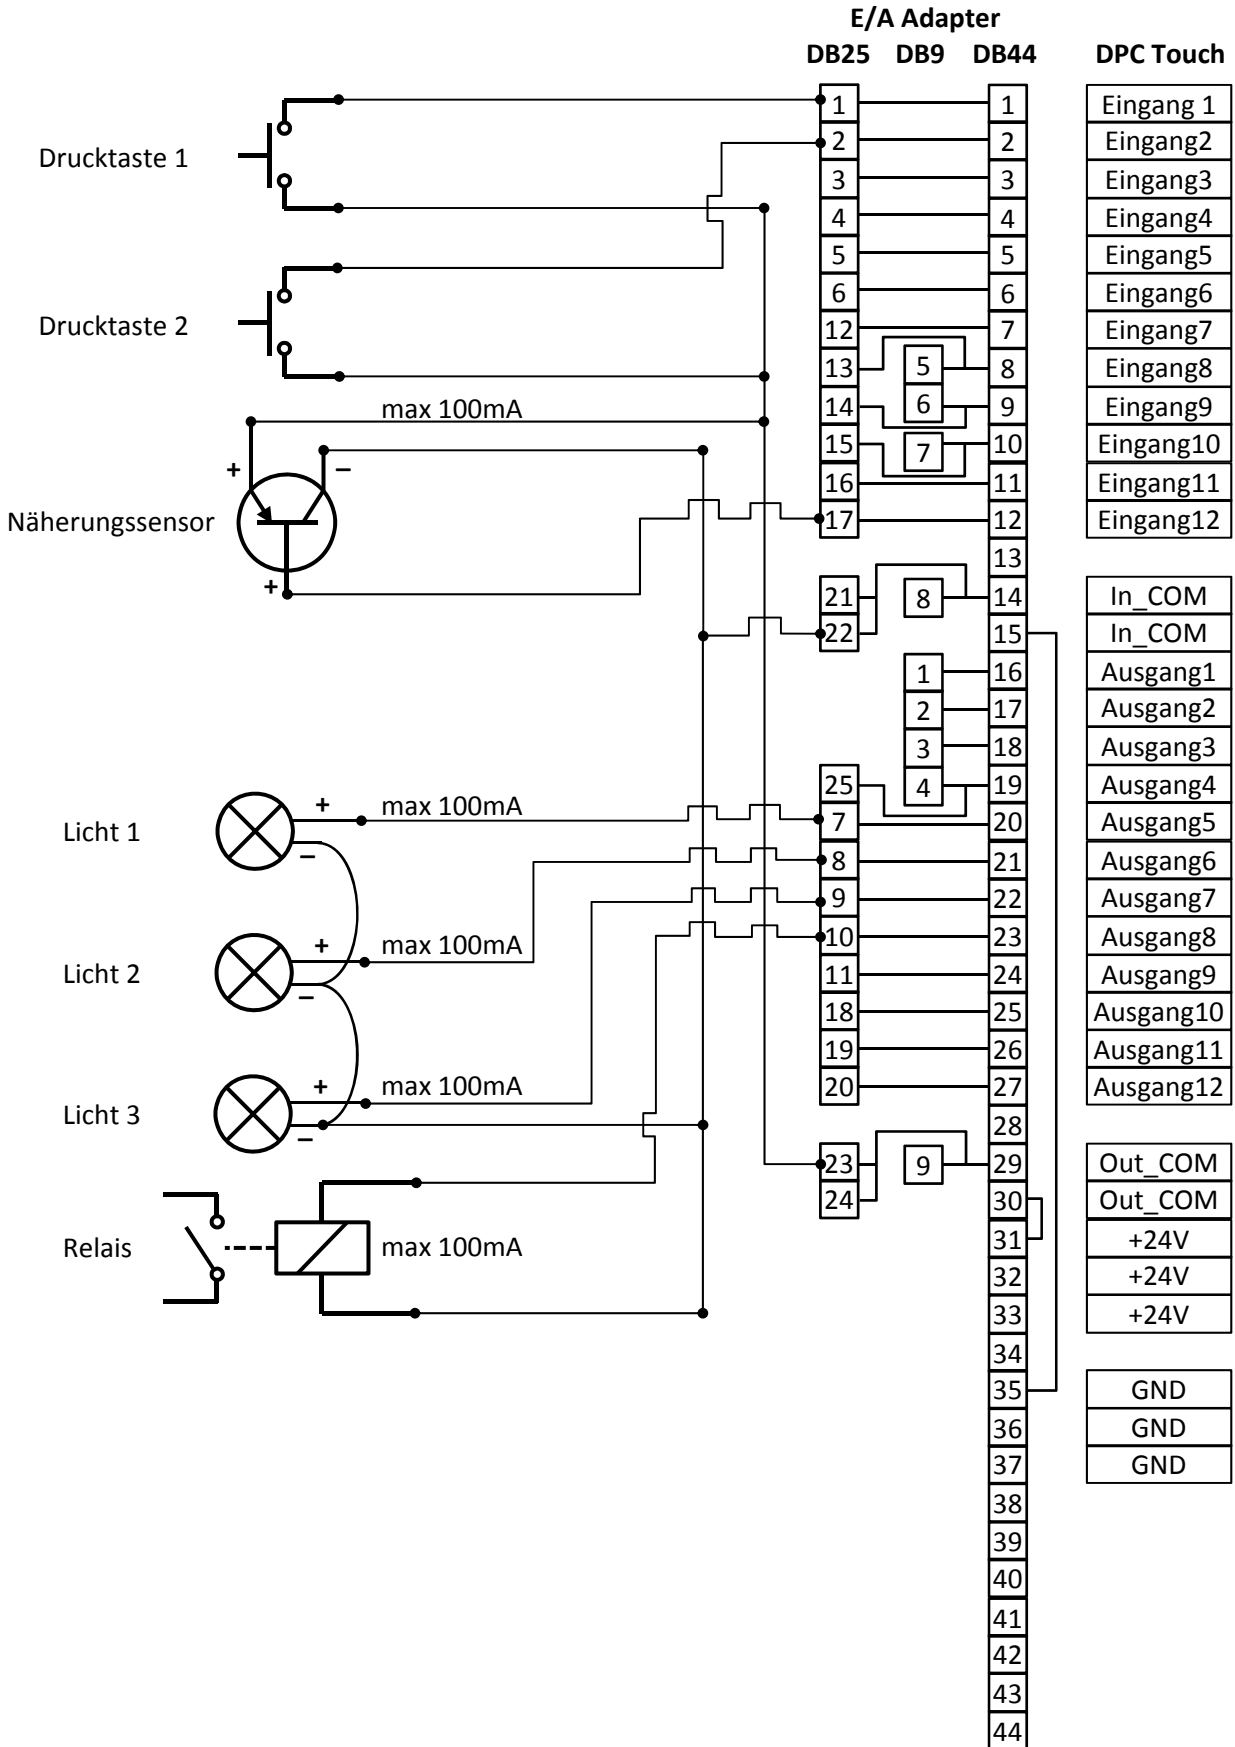 E/A Adapter
DB25 DB9 DB44 DPC Touch
1 1 Eingang 1
2 2 Eingang2
Drucktaste 1
3 3 Eingang3
4 4 Eingang4
5 5 Eingang5
6 6 Eingang6
Drucktaste 2
12 7 Eingang7
13 5 8 Eingang8
max 100mA
14 6 9 Eingang9
15 7 10 Eingang10
+ –
16 11 Eingang11
Näherungssensor
17 12 Eingang12
13
+
21 8 14 In_COM
22 15 In_COM
1 16 Ausgang1
2 17 Ausgang2
3 18 Ausgang3
25 4 19 Ausgang4
+ max 100mA
Licht 1
7 20 Ausgang5
–
8 21 Ausgang6
9 22 Ausgang7
+ max 100mA
10 23 Ausgang8
Licht 2
11 24 Ausgang9
–
18 25 Ausgang10
19 26 Ausgang11
+ max 100mA
20 27 Ausgang12
Licht 3
28
–
23 9 29 Out_COM
24 30 Out_COM
Relais
max 100mA
31 +24V
32 +24V
33 +24V
34
35 GND
36 GND
37 GND
38
39
40
41
42
43
44